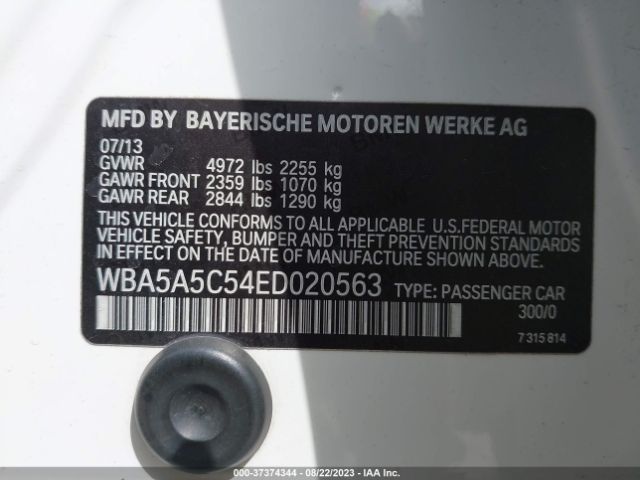 MFD BY BAYERISCHE MOTOREN WERKE AG
07/13
GVWR 4972 lbs 2255 kg
GAWR FRONT 2359 lbs 1070 kg
GAWR REAR 2844 lbs 1290 kg
THIS VEHICLE CONFORMS TO ALL APPLICABLE U.S.FEDERAL MOTOR
VEHICLE SAFETY, BUMPER AND THEFT PREVENTION STANDARDS
IN EFFECT ON THE DATE OF MANUFACTURE SHOWN ABOVE.
WBA5A5C54ED020563 TYPE: PASSENGER CAR
300/0
7 315 814
000-37374344 - 08/22/2023 - IAA Inc.